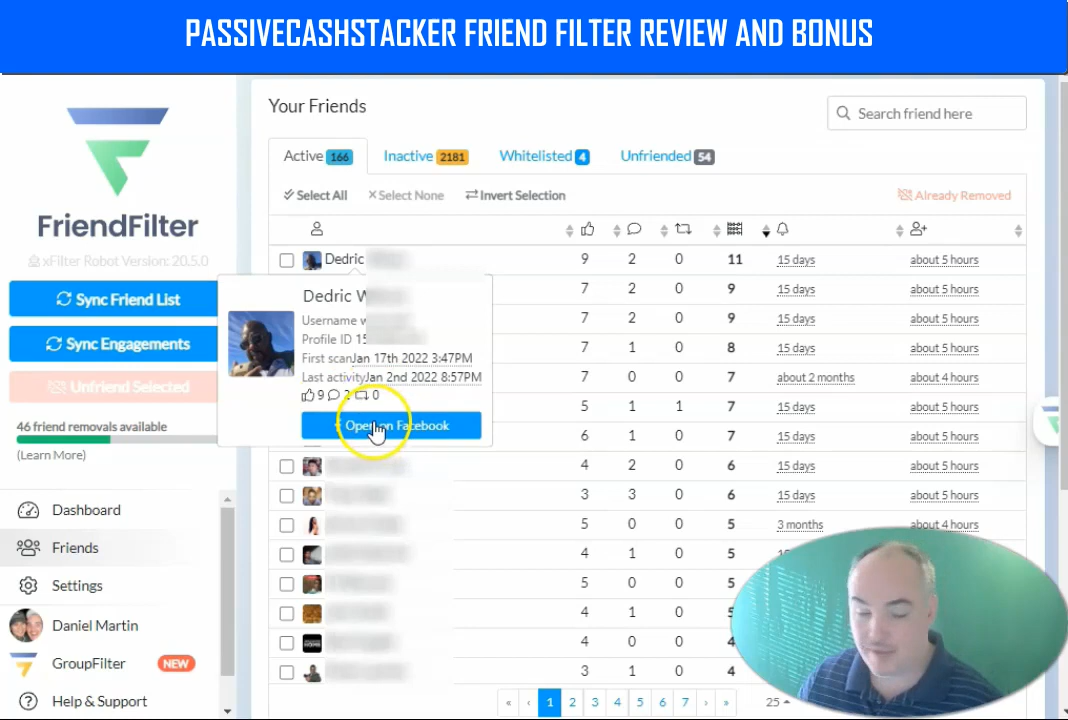 PASSIVECASHSTACKER FRIEND FILTER REVIEW AND BONUS
FriendFilter
xFilter Robot Version: 20.5.0
Sync Friend List
Sync Engagements
Unfriend Selected
46 friend removals available
(Learn More)
Dashboard
Friends
Settings
Daniel Martin
GroupFilter NEW
Help & Support
Your Friends
Search friend here
Active 166 Inactive 2181 Whitelisted 4 Unfriended 54
Select All Select None Invert Selection Already Removed
Dedric 9 2 0 11 15 days about 5 hours
7 2 0 9 15 days about 5 hours
7 2 0 9 15 days about 5 hours
7 1 0 8 15 days about 5 hours
7 0 0 7 about 2 months about 4 hours
5 1 1 7 15 days about 5 hours
6 1 0 7 15 days about 5 hours
4 2 0 6 15 days about 5 hours
3 3 0 6 15 days about 5 hours
5 0 0 5 3 months about 4 hours
4 1 0 5
5 0 0 5
4 1 0
4 0 0 4
3 1 0 4
Dedric W
Username
Profile ID 15
First scan Jan 17th 2022 3:47PM
Last activity Jan 2nd 2022 8:57PM
9 2 0
Open on Facebook
« ‹ 1 2 3 4 5 6 7 › » 25